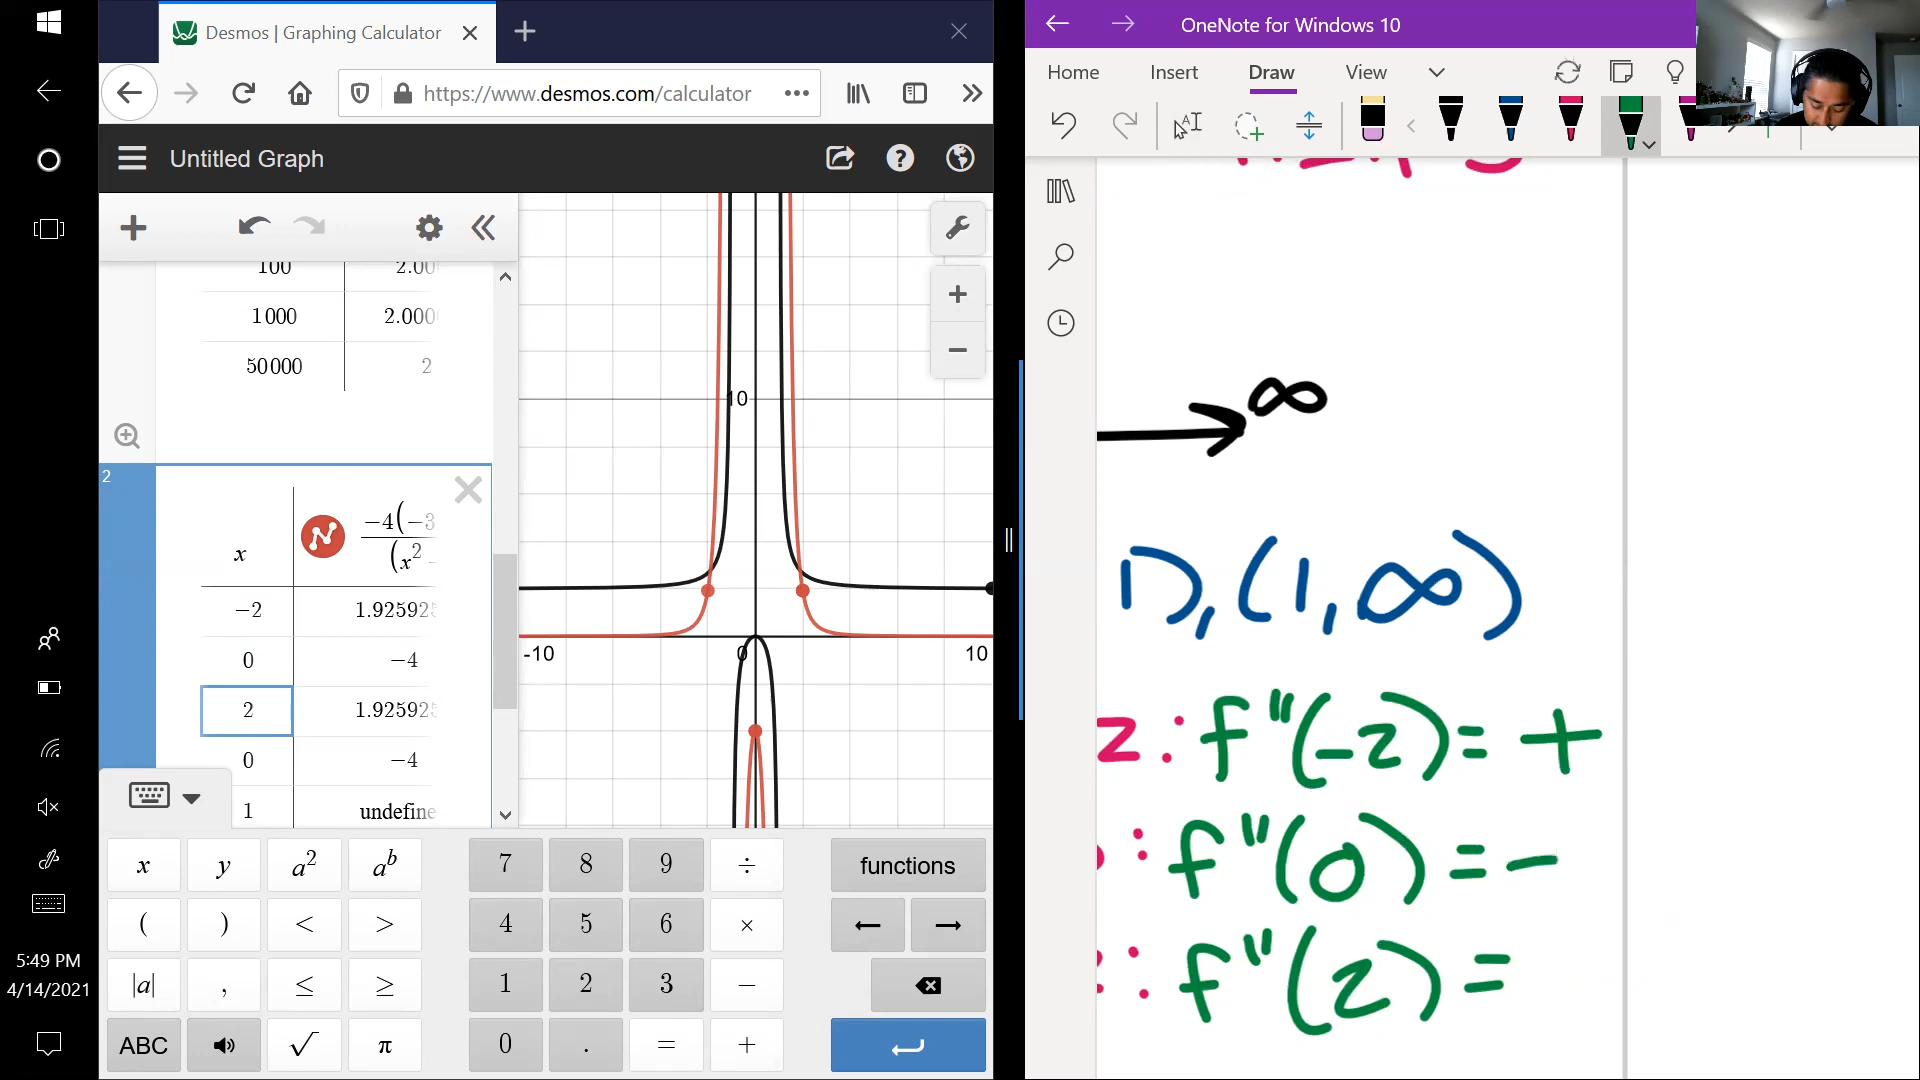 Desmos | Graphing Calculator
OneNote for Windows 10
https://www.desmos.com/calculator
Home Insert Draw View
Untitled Graph
100 2.00
1000 2.000
50000 2
10
∞
2
x −4(−3
(x² -
−2 1.92592
0 −4
2 1.92592
0 −4
1 undefine
-10 0 10
1), (1, ∞)
2 : f"(-2) = +
: f"(0) = -
: f"(2) =
x y a² aᵇ 7 8 9 ÷ functions
( ) < > 4 5 6 × ← →
|a| , ≤ ≥ 1 2 3 −
ABC √ π 0 . = +
5:49 PM
4/14/2021